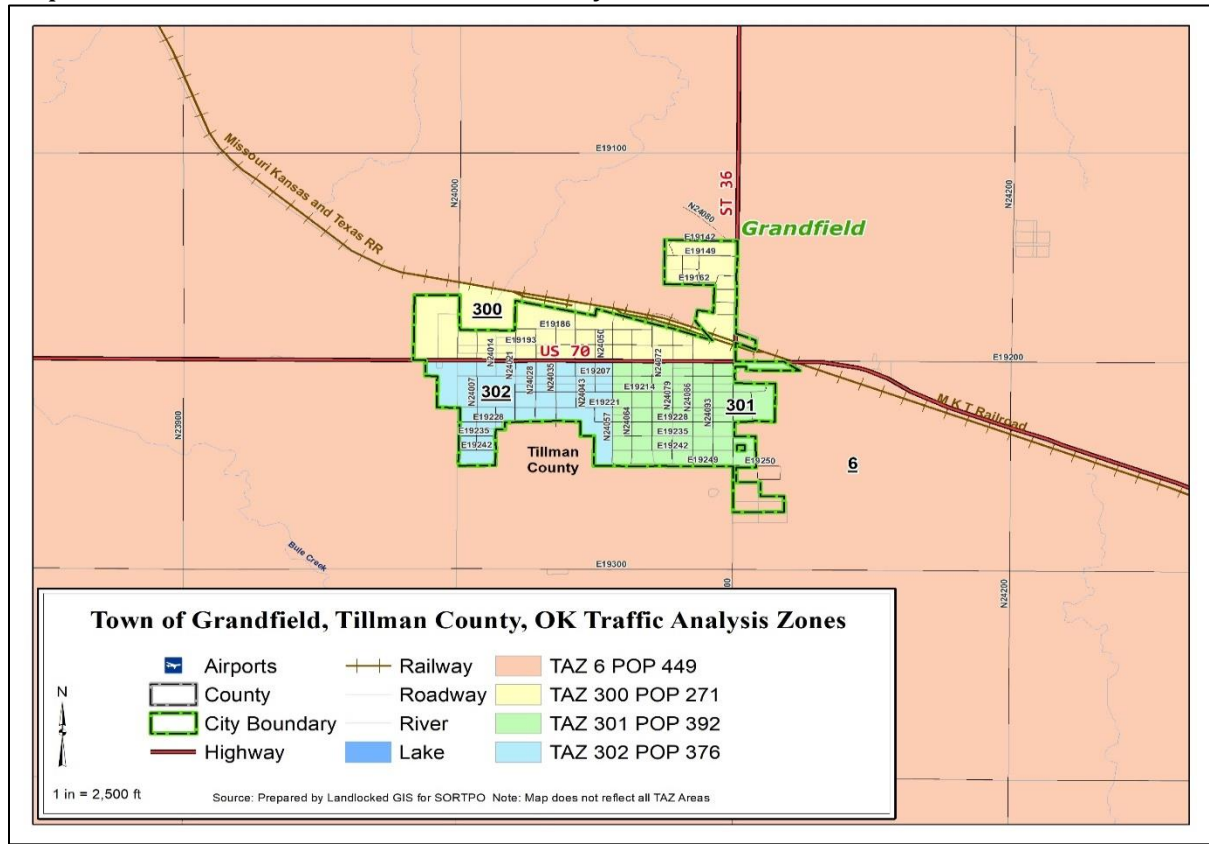 Missouri Kansas and Texas RR
E19100
N24000
ST 36
N24200
N24080
Grandfield
E19142
E19149
E19162
300
E19186
E19193
N24014
N24021
N24050
N24072
US 70
E19200
N24007
N24028
N24035
N24043
E19207
E19214
N24079
N24086
N24093
302
E19221
301
M K T Railroad
N23900
E19228
N24057
N24064
E19228
E19235
E19235
E19242
E19242
E19249
E19250
Tillman
County
6
Bule Creek
E19300
N24200
Town of Grandfield, Tillman County, OK Traffic Analysis Zones
Airports
County
City Boundary
Highway
Railway
Roadway
River
Lake
TAZ 6 POP 449
TAZ 300 POP 271
TAZ 301 POP 392
TAZ 302 POP 376
N
1 in = 2,500 ft
Source: Prepared by Landlocked GIS for SORTPO Note: Map does not reflect all TAZ Areas